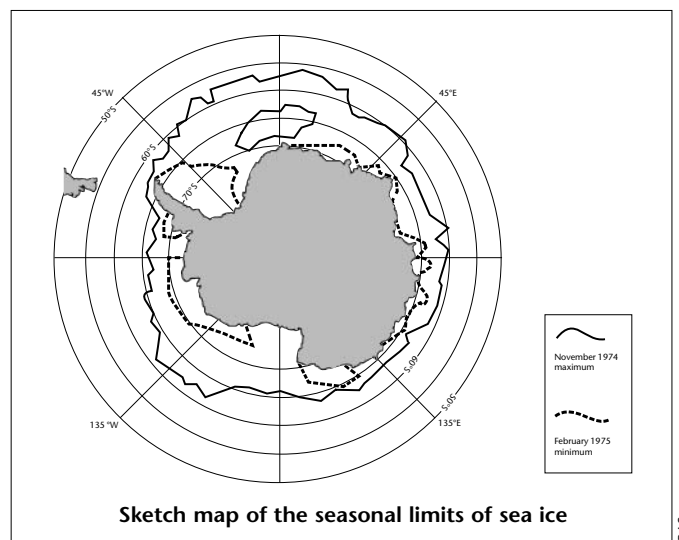 45°W
50°S
45°E
60°S
70°S
60°S
50°S
135 °W
135°E
November 1974
maximum
February 1975
minimum
Sketch map of the seasonal limits of sea ice